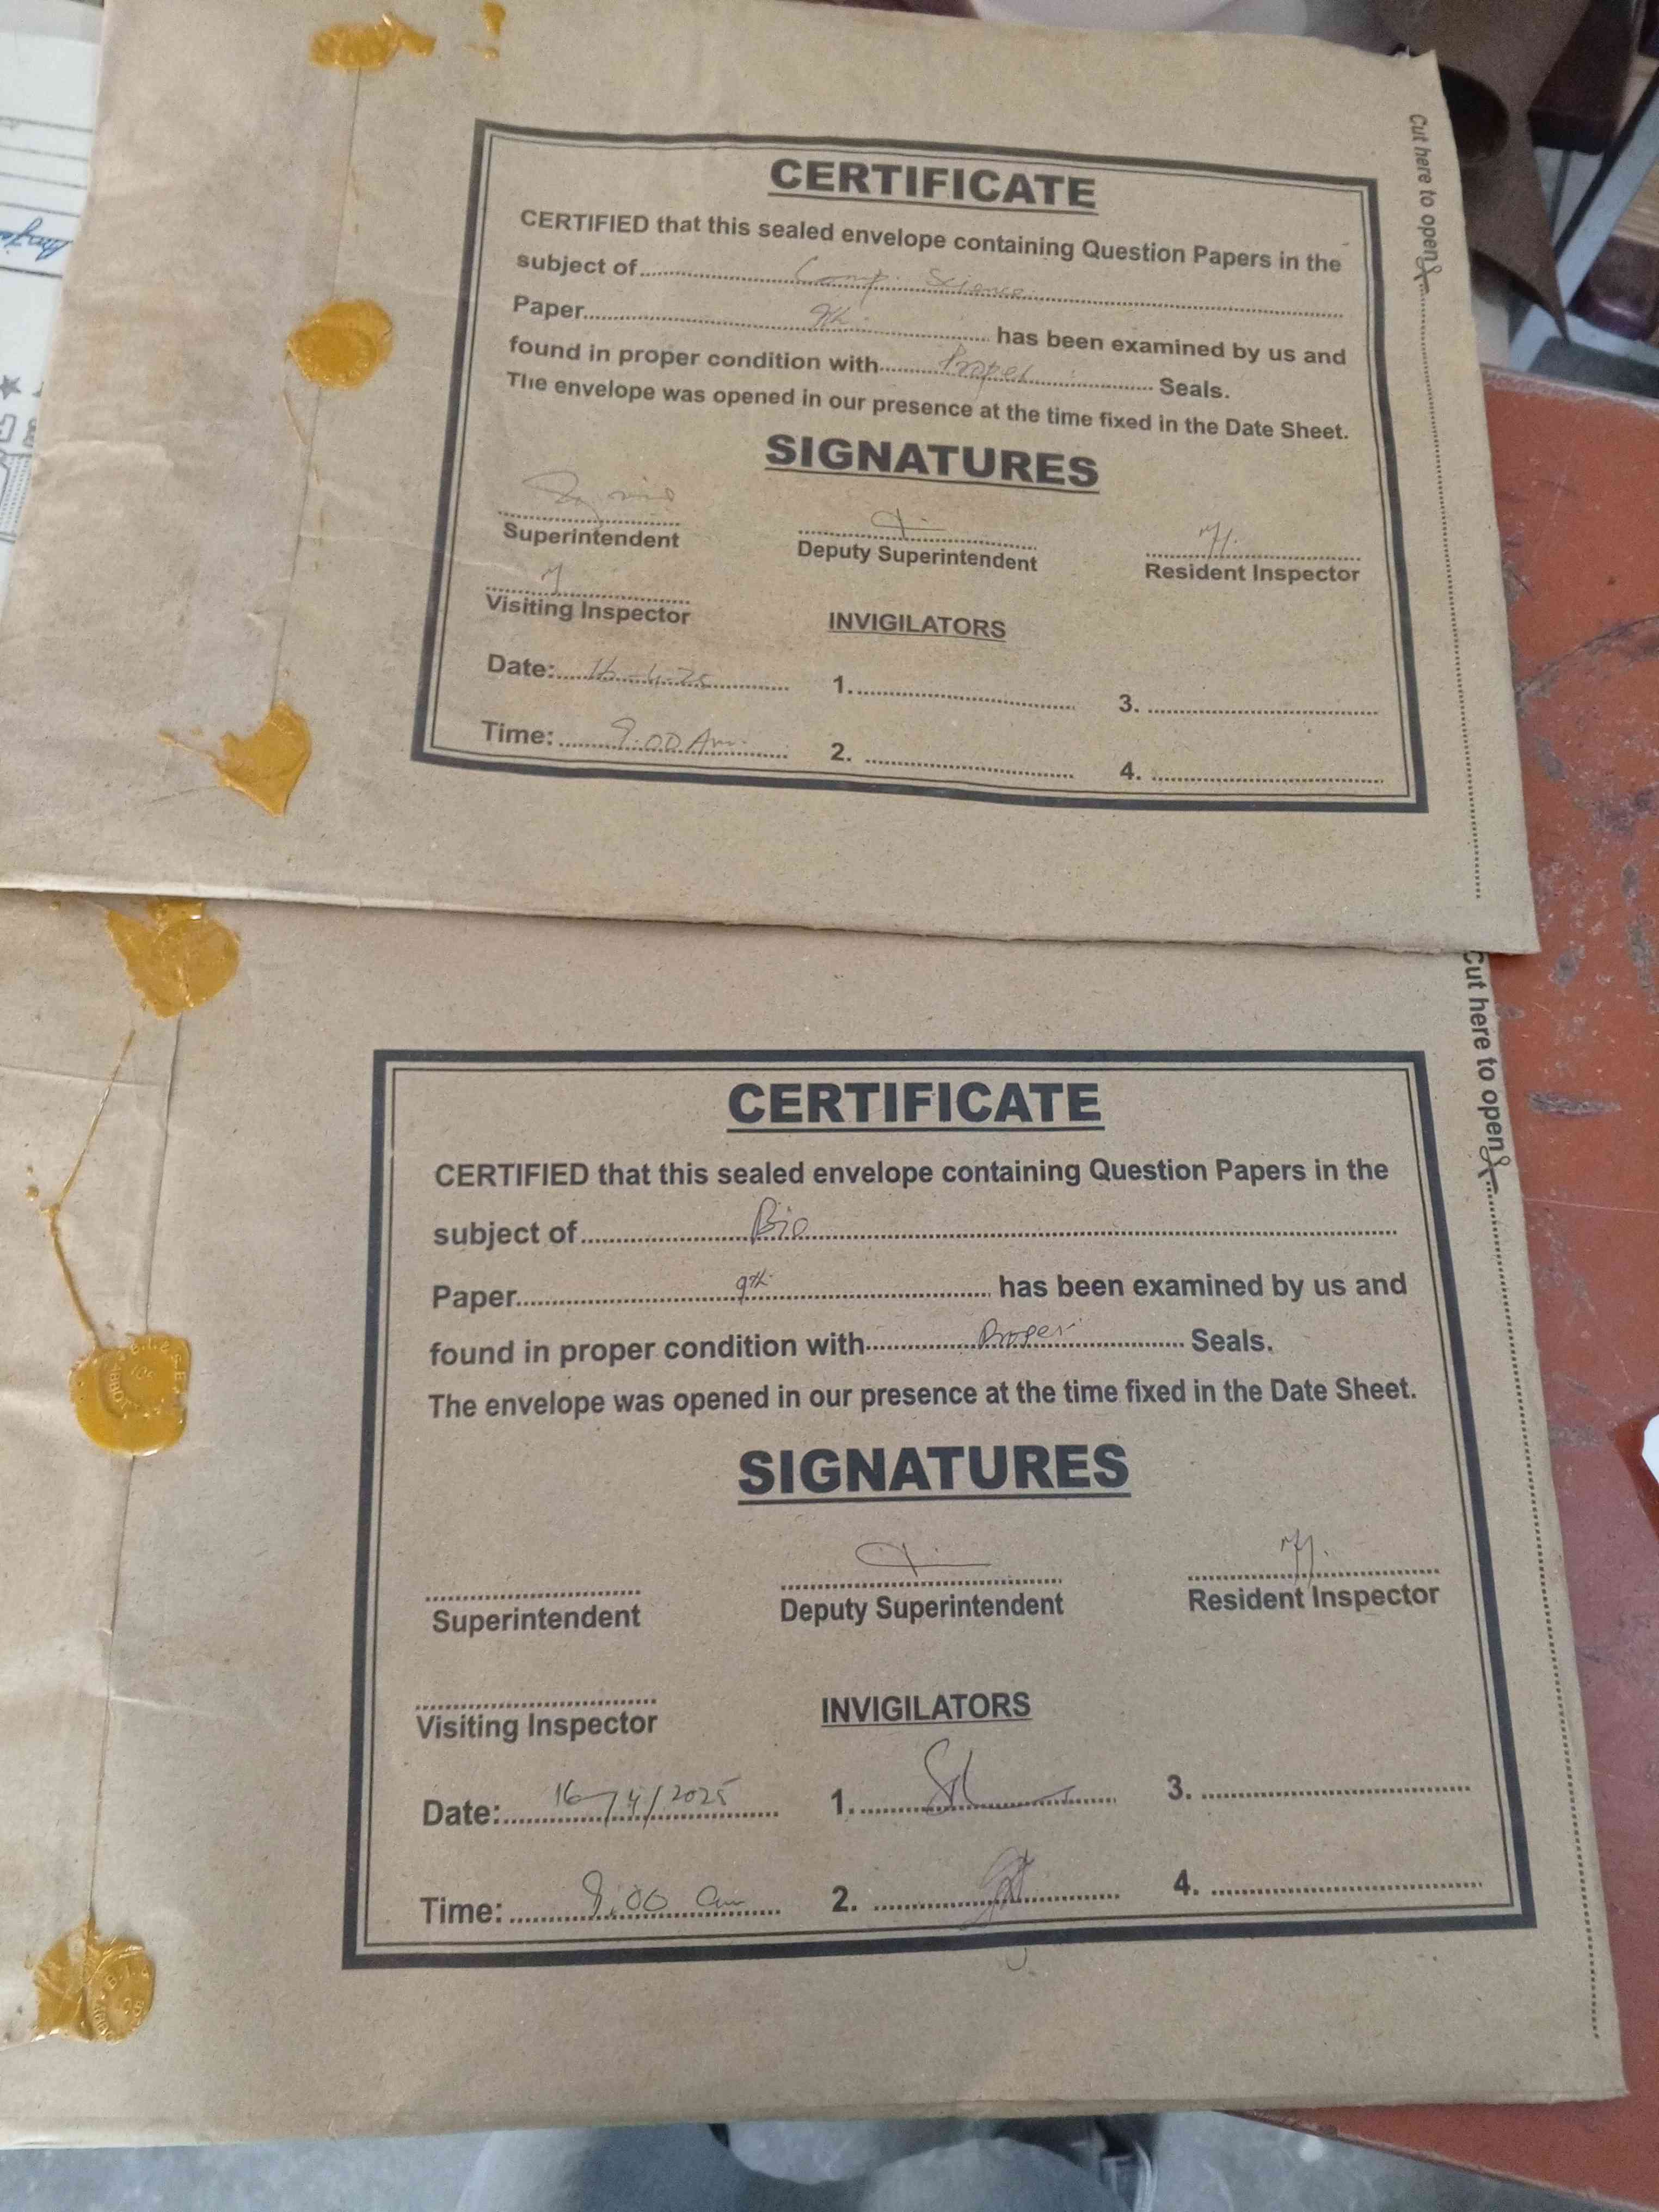 Cut here to open
CERTIFICATE
CERTIFIED that this sealed envelope containing Question Papers in the
subject of Comp. Science
Paper 9th has been examined by us and
found in proper condition with Proper Seals.
The envelope was opened in our presence at the time fixed in the Date Sheet.
SIGNATURES
Superintendent Deputy Superintendent Resident Inspector
Visiting Inspector INVIGILATORS
Date: 16-4-25 1. 3.
Time: 9:00 Am 2. 4.
Cut here to open
CERTIFICATE
CERTIFIED that this sealed envelope containing Question Papers in the
subject of Bio
Paper 9th has been examined by us and
found in proper condition with Proper Seals.
The envelope was opened in our presence at the time fixed in the Date Sheet.
SIGNATURES
Superintendent Deputy Superintendent Resident Inspector
Visiting Inspector INVIGILATORS
Date: 16/4/2025 1. 3.
Time: 9:00 am 2. 4.